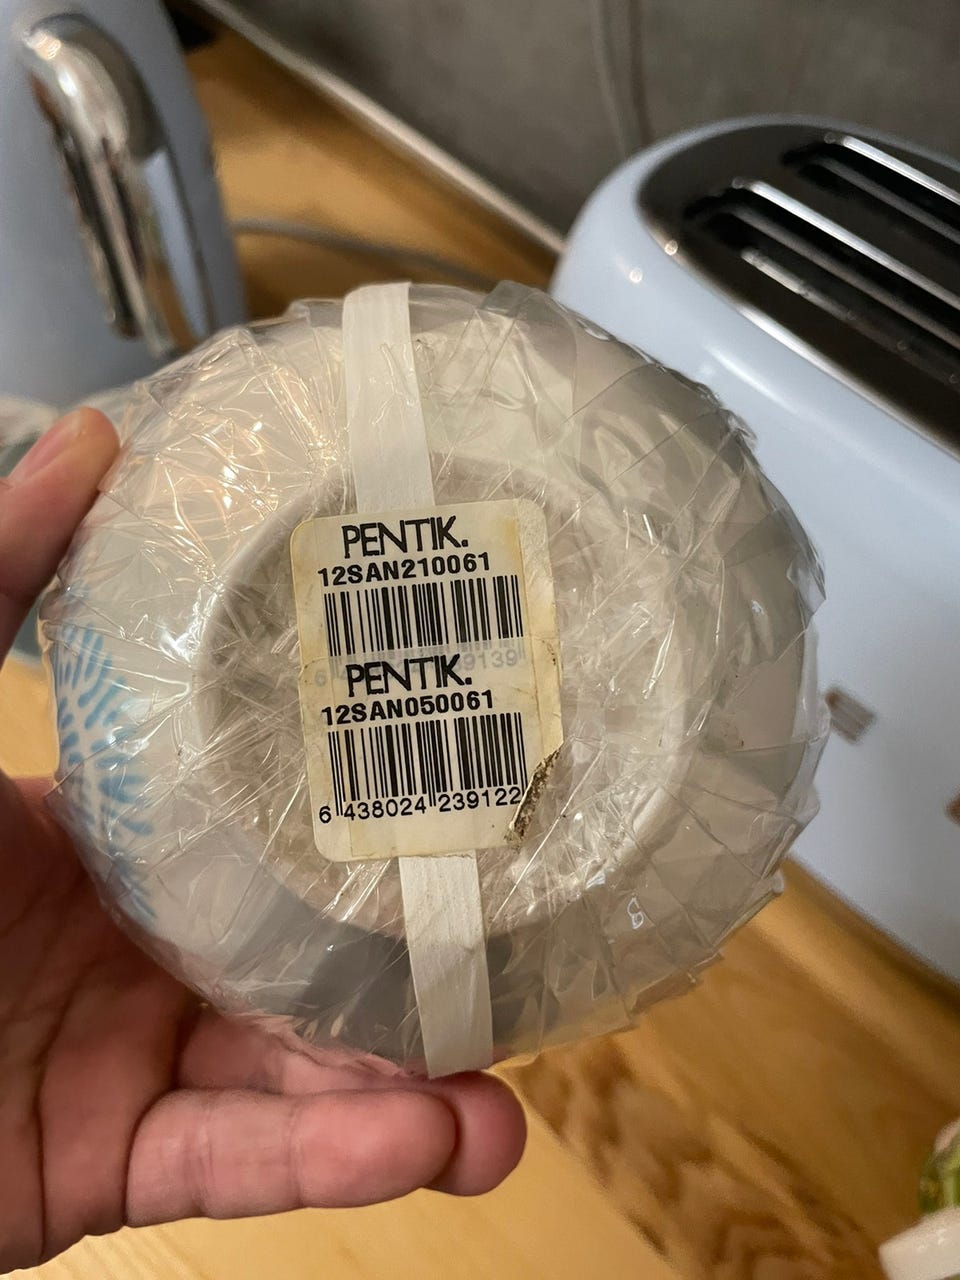 PENTIK.
12SAN210061
PENTIK.
12SAN050061
6 438024 239122